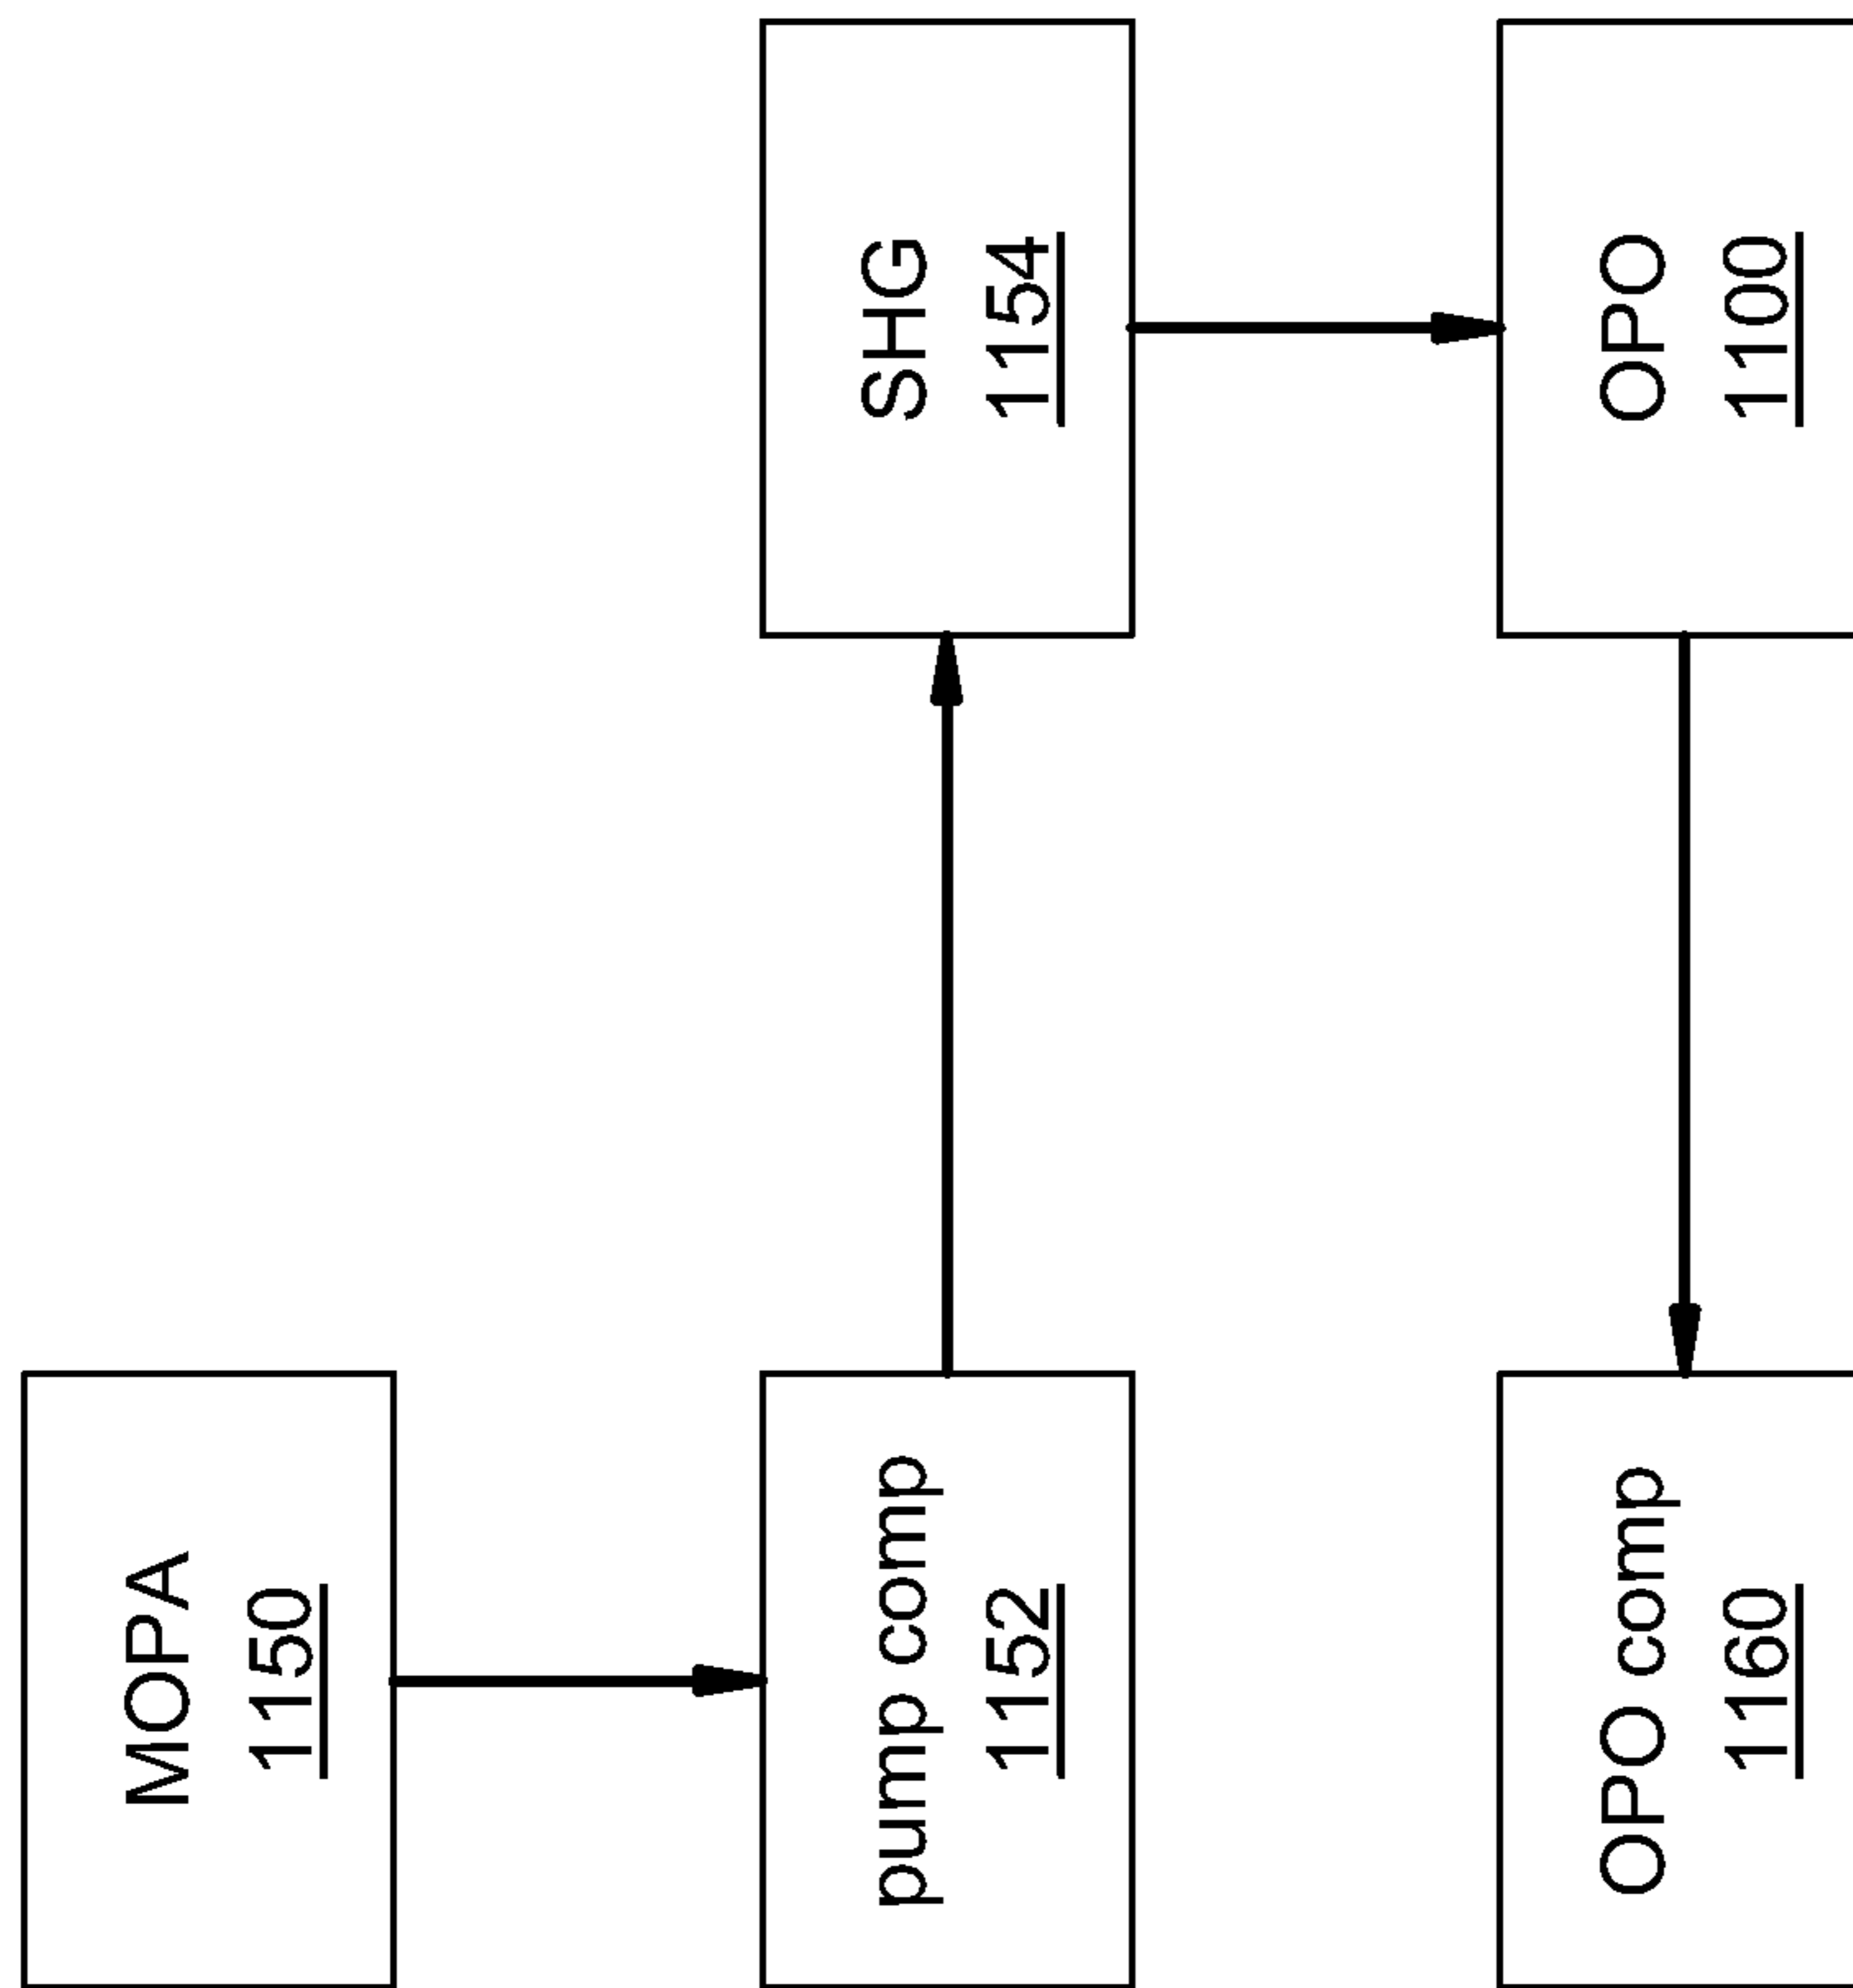 MOPA
1150
pump comp
1152
SHG
1154
OPO
1100
OPO comp
1160